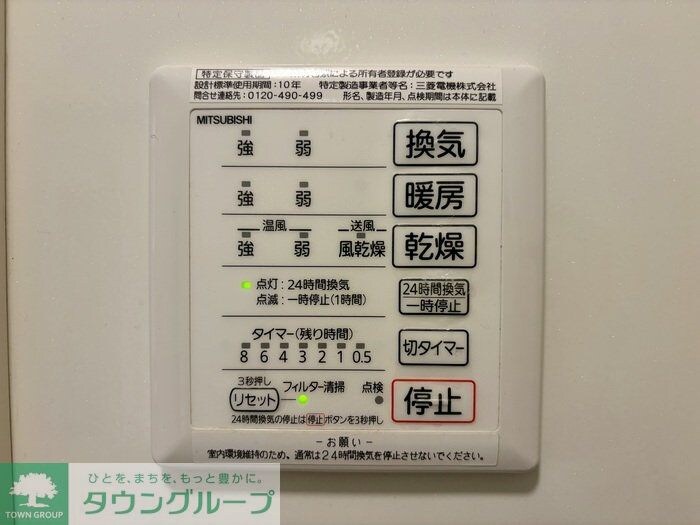 特定保守製品 による所有者登録が必要です
設計標準使用期間:10年 特定製造事業者等名:三菱電機株式会社
問合せ連絡先:0120-490-499 形名、製造年月、点検期間は本体に記載
MITSUBISHI
強 弱 換気
強 弱 暖房
温風 送風
強 弱 風乾燥 乾燥
点灯:24時間換気
点滅:一時停止(1時間)
24時間換気
一時停止
タイマー(残り時間)
8 6 4 3 2 1 0.5
切タイマー
3秒押し
リセット フィルター清掃 点検
停止
24時間換気の停止は停止ボタンを3秒押し
-お願い-
室内環境維持のため、通常は24時間換気を停止させないでください。
ひとを、まちを、もっと豊かに。
タウングループ
TOWN GROUP